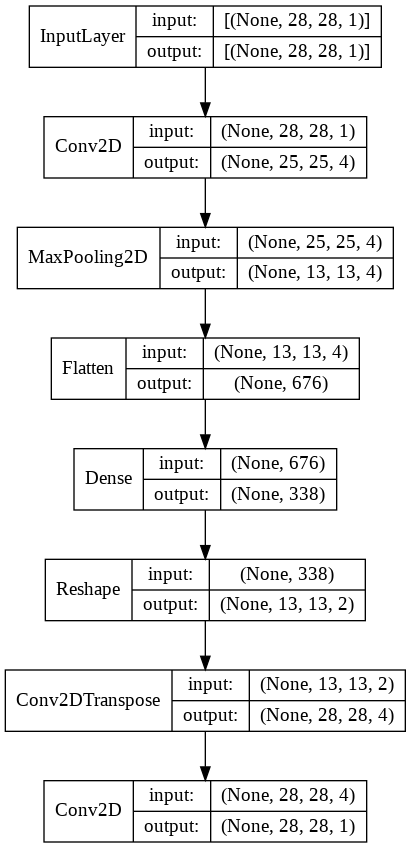 InputLayer
input: [(None, 28, 28, 1)]
output: [(None, 28, 28, 1)]
Conv2D
input: (None, 28, 28, 1)
output: (None, 25, 25, 4)
MaxPooling2D
input: (None, 25, 25, 4)
output: (None, 13, 13, 4)
Flatten
input: (None, 13, 13, 4)
output: (None, 676)
Dense
input: (None, 676)
output: (None, 338)
Reshape
input: (None, 338)
output: (None, 13, 13, 2)
Conv2DTranspose
input: (None, 13, 13, 2)
output: (None, 28, 28, 4)
Conv2D
input: (None, 28, 28, 4)
output: (None, 28, 28, 1)